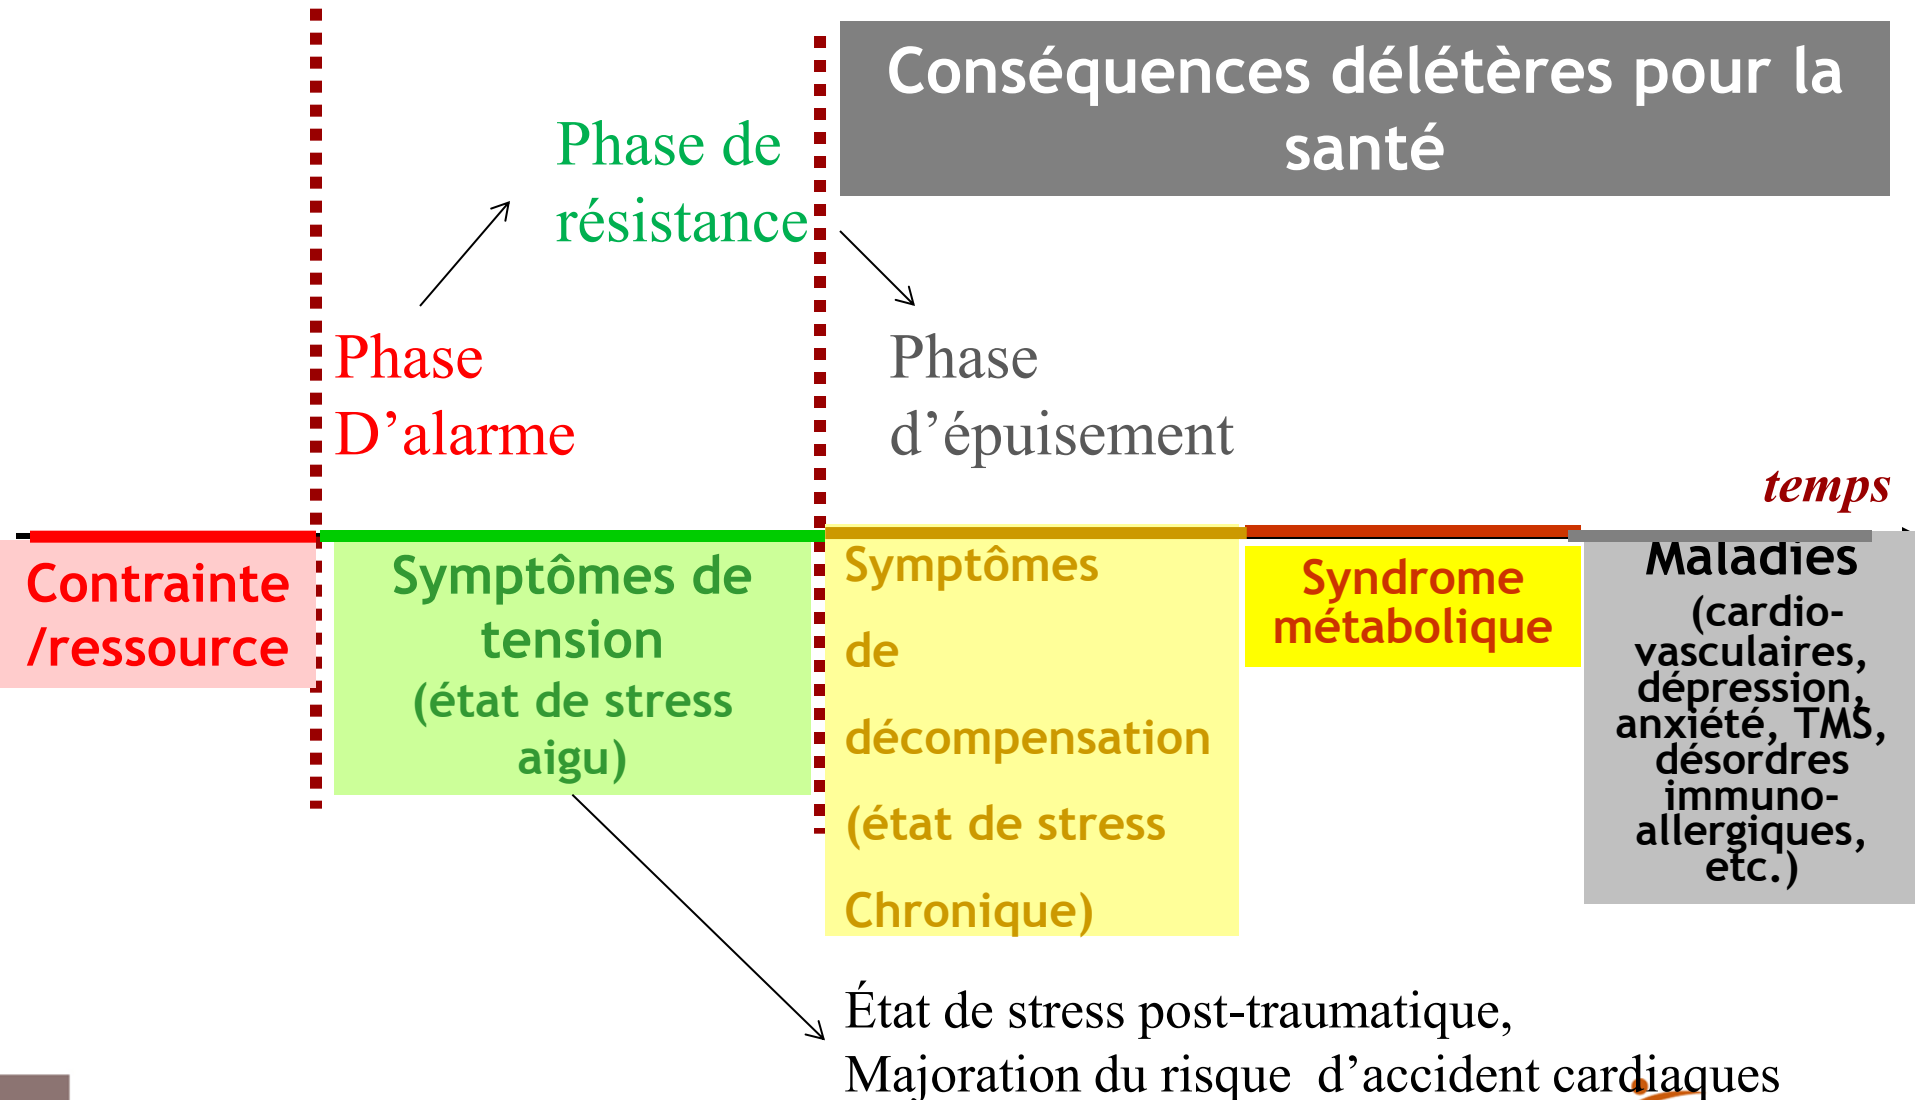 Conséquences délétères pour la
santé
Phase de
résistance
Phase
D’alarme
Phase
d’épuisement
temps
Contrainte
/ressource
Symptômes de
tension
(état de stress
aigu)
Symptômes
de
décompensation
(état de stress
Chronique)
Syndrome
métabolique
Maladies
(cardio-
vasculaires,
dépression,
anxiété, TMS,
désordres
immuno-
allergiques,
etc.)
État de stress post-traumatique,
Majoration du risque d’accident cardiaques